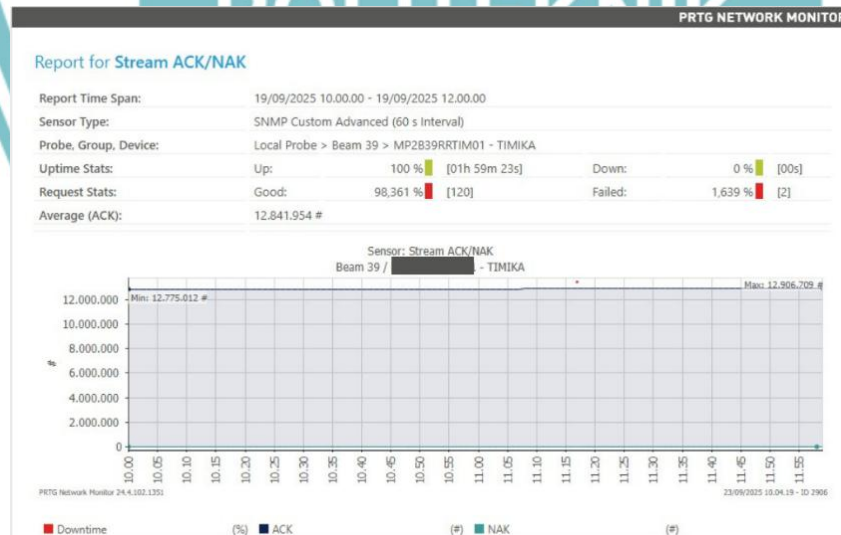 PRTG NETWORK MONITOR
Report for Stream ACK/NAK
Report Time Span: 19/09/2025 10.00.00 - 19/09/2025 12.00.00
Sensor Type: SNMP Custom Advanced (60 s Interval)
Probe, Group, Device: Local Probe > Beam 39 > MP2B39RRTIM01 - TIMIKA
Uptime Stats: Up: 100 % [01h 59m 23s] Down: 0 % [00s]
Request Stats: Good: 98,361 % [120] Failed: 1,639 % [2]
Average (ACK): 12.841.954 #
Sensor: Stream ACK/NAK
Beam 39 / - TIMIKA
Max: 12.906.709 #
Min: 12.775.012 #
12.000.000
10.000.000
8.000.000
6.000.000
4.000.000
2.000.000
0
#
10.00 10.05 10.10 10.15 10.20 10.25 10.30 10.35 10.40 10.45 10.50 10.55 11.00 11.05 11.10 11.15 11.20 11.25 11.30 11.35 11.40 11.45 11.50 11.55
PRTG Network Monitor 24.4.102.1351 23/09/2025 10.04.19 - ID 2906
Downtime (%) ACK (#) NAK (#)